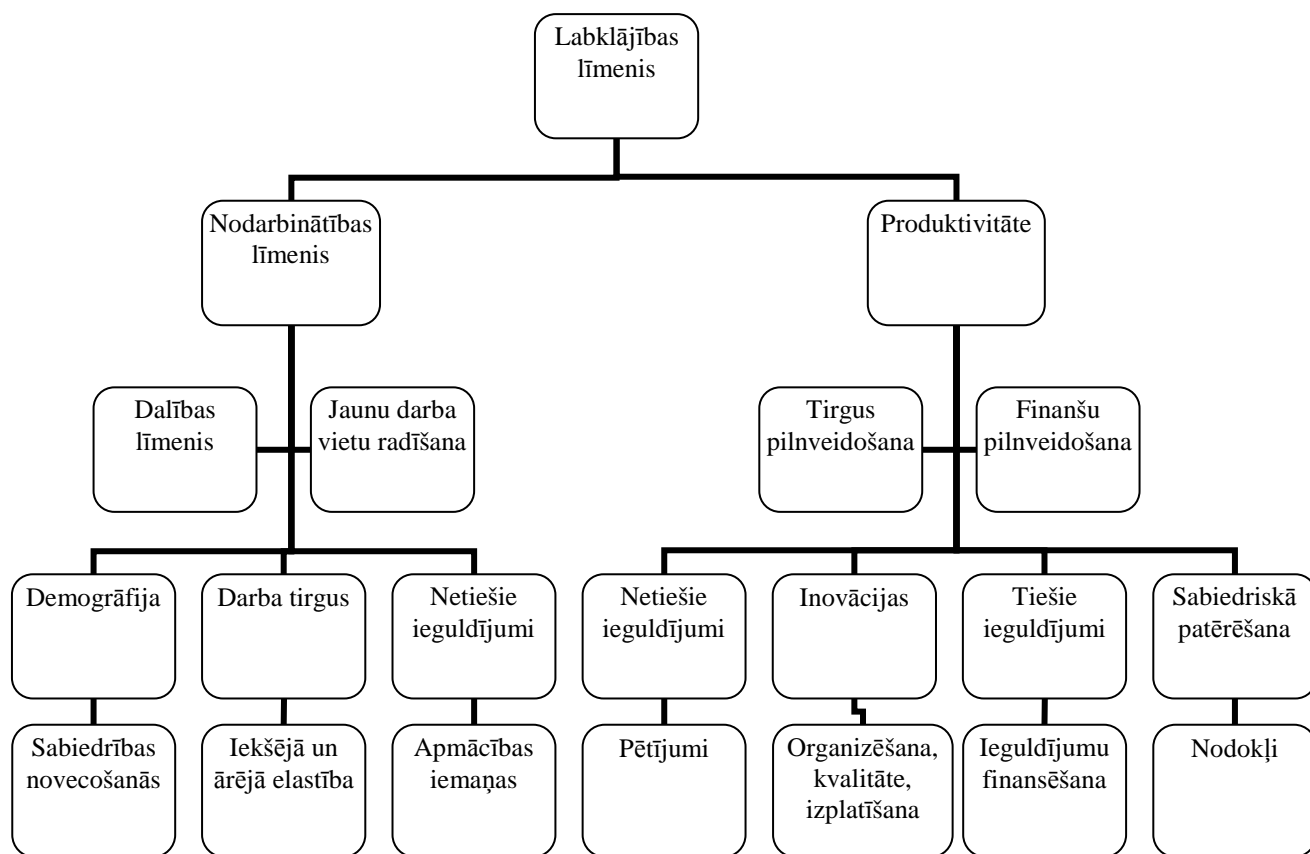 Labklājības
līmenis
Nodarbinātības
līmenis
Produktivitāte
Dalības
līmenis
Jaunu darba
vietu radīšana
Tirgus
pilnveidošana
Finanšu
pilnveidošana
Demogrāfija
Darba tirgus
Netiešie
ieguldījumi
Netiešie
ieguldījumi
Inovācijas
Tiešie
ieguldījumi
Sabiedriskā
patērēšana
Sabiedrības
novecošanās
Iekšējā un
ārējā elastība
Apmācības
iemaņas
Pētījumi
Organizēšana,
kvalitāte,
izplatīšana
Ieguldījumu
finansēšana
Nodokļi